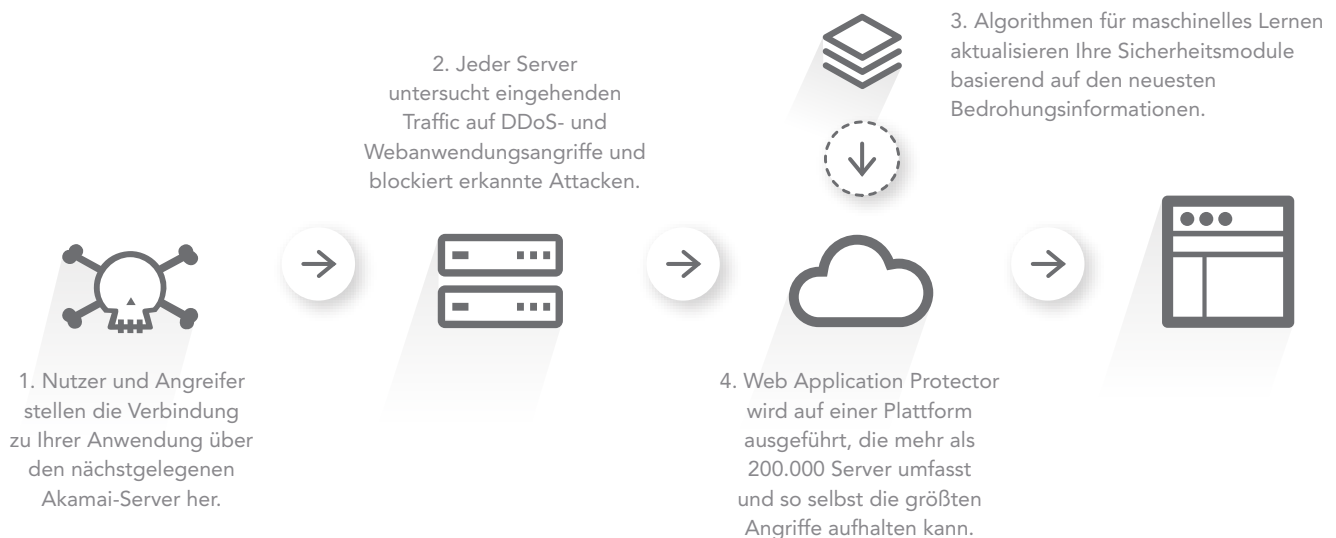 1. Nutzer und Angreifer
stellen die Verbindung
zu Ihrer Anwendung über
den nächstgelegenen
Akamai-Server her.
2. Jeder Server
untersucht eingehenden
Traffic auf DDoS- und
Webanwendungsangriffe und
blockiert erkannte Attacken.
3. Algorithmen für maschinelles Lernen
aktualisieren Ihre Sicherheitsmodule
basierend auf den neuesten
Bedrohungsinformationen.
4. Web Application Protector
wird auf einer Plattform
ausgeführt, die mehr als
200.000 Server umfasst
und so selbst die größten
Angriffe aufhalten kann.